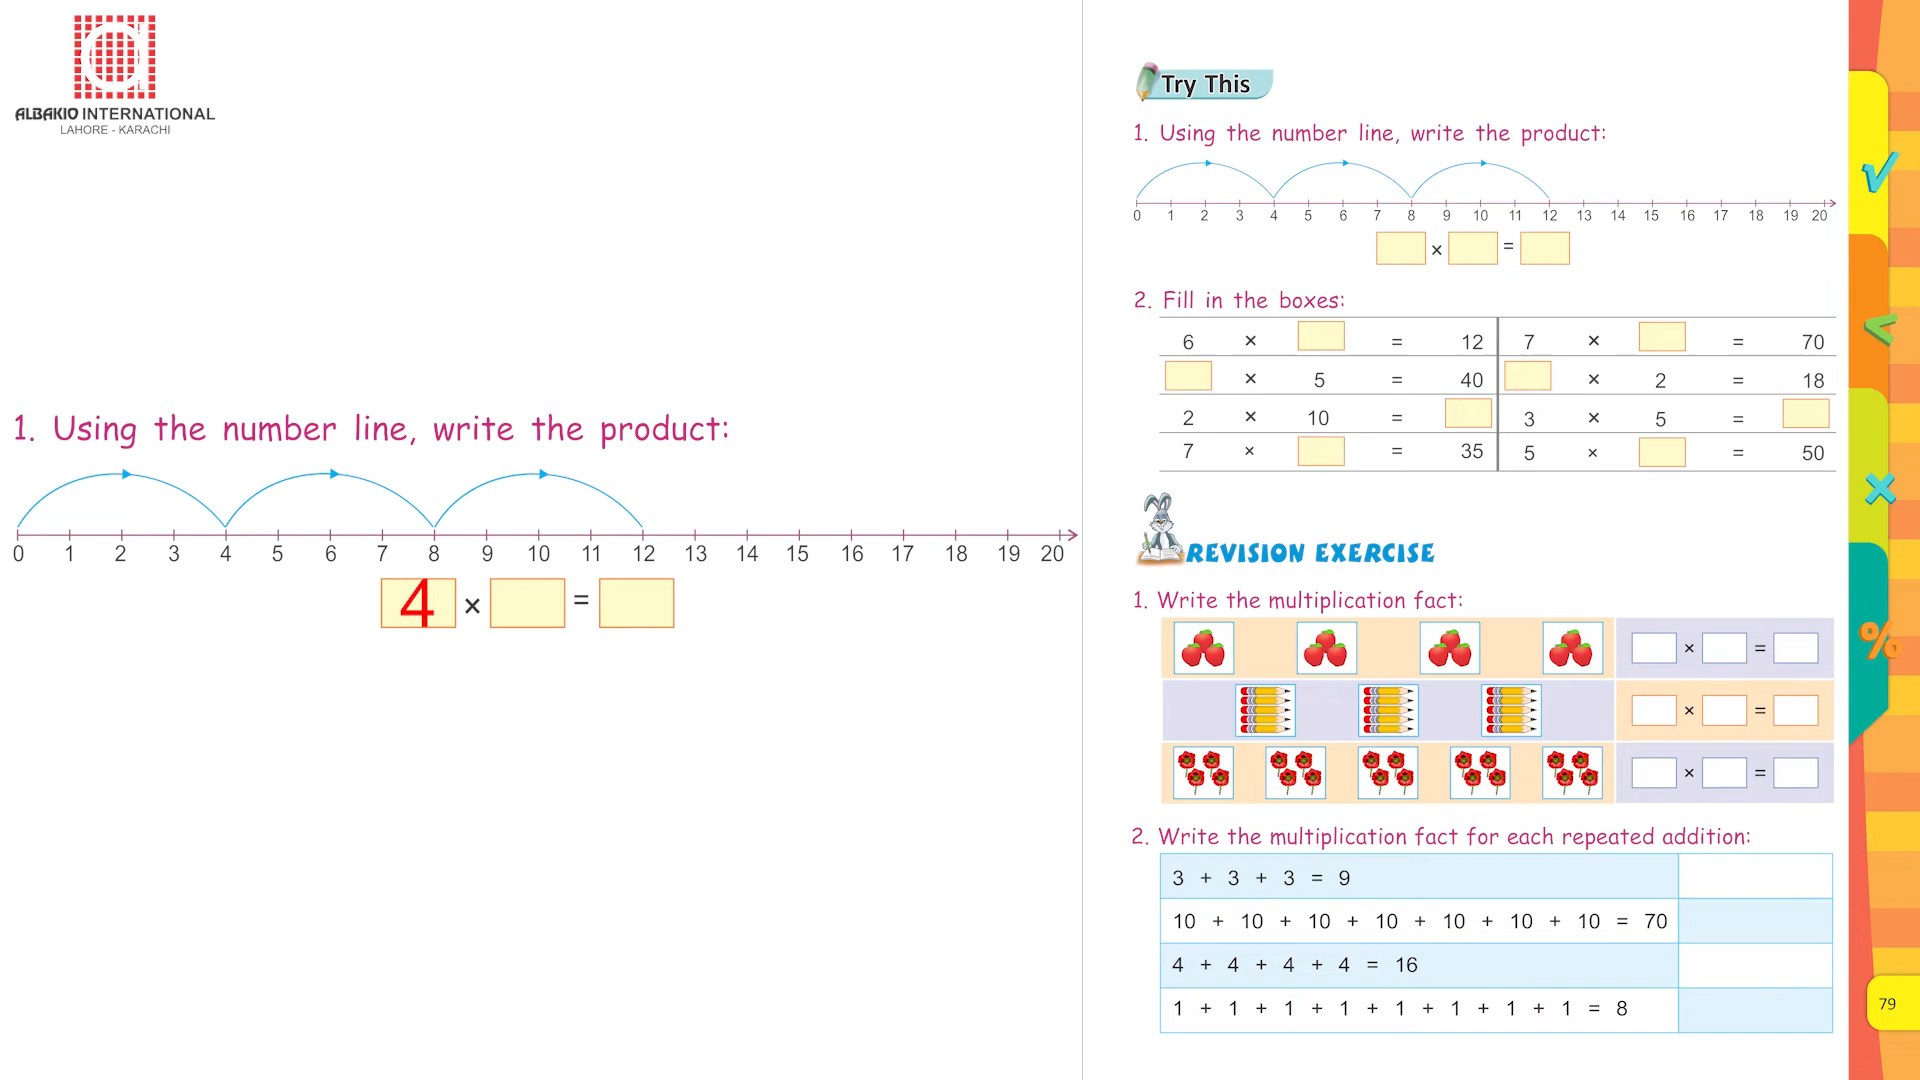 ALBAKIO INTERNATIONAL
LAHORE - KARACHI
1. Using the number line, write the product:
0 1 2 3 4 5 6 7 8 9 10 11 12 13 14 15 16 17 18 19 20
4 × =
Try This
1. Using the number line, write the product:
0 1 2 3 4 5 6 7 8 9 10 11 12 13 14 15 16 17 18 19 20
× =
2. Fill in the boxes:
6 × = 12 7 × = 70
× 5 = 40 × 2 = 18
2 × 10 = 3 × 5 =
7 × = 35 5 × = 50
REVISION EXERCISE
1. Write the multiplication fact:
× =
× =
× =
2. Write the multiplication fact for each repeated addition:
3 + 3 + 3 = 9
10 + 10 + 10 + 10 + 10 + 10 + 10 = 70
4 + 4 + 4 + 4 = 16
1 + 1 + 1 + 1 + 1 + 1 + 1 + 1 = 8
√
<
×
%
79